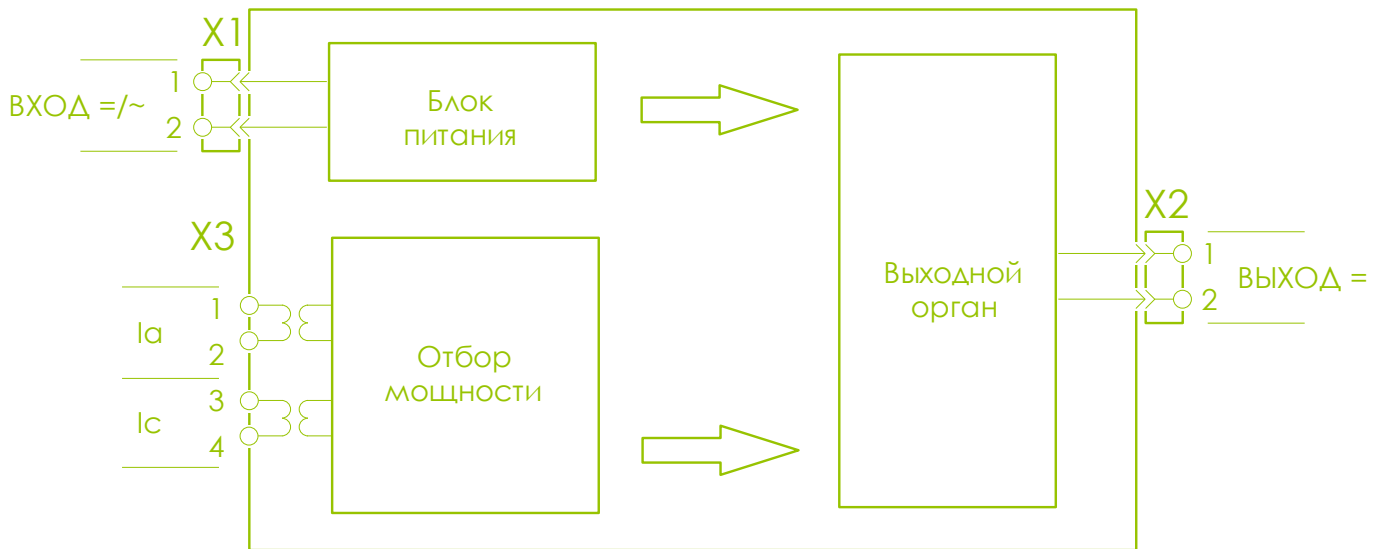 X1
1
ВХОД =/~
2
Блок
питания
X3
1
Ia
2
3
Ic
4
Отбор
мощности
Выходной
орган
X2
1
ВЫХОД =
2